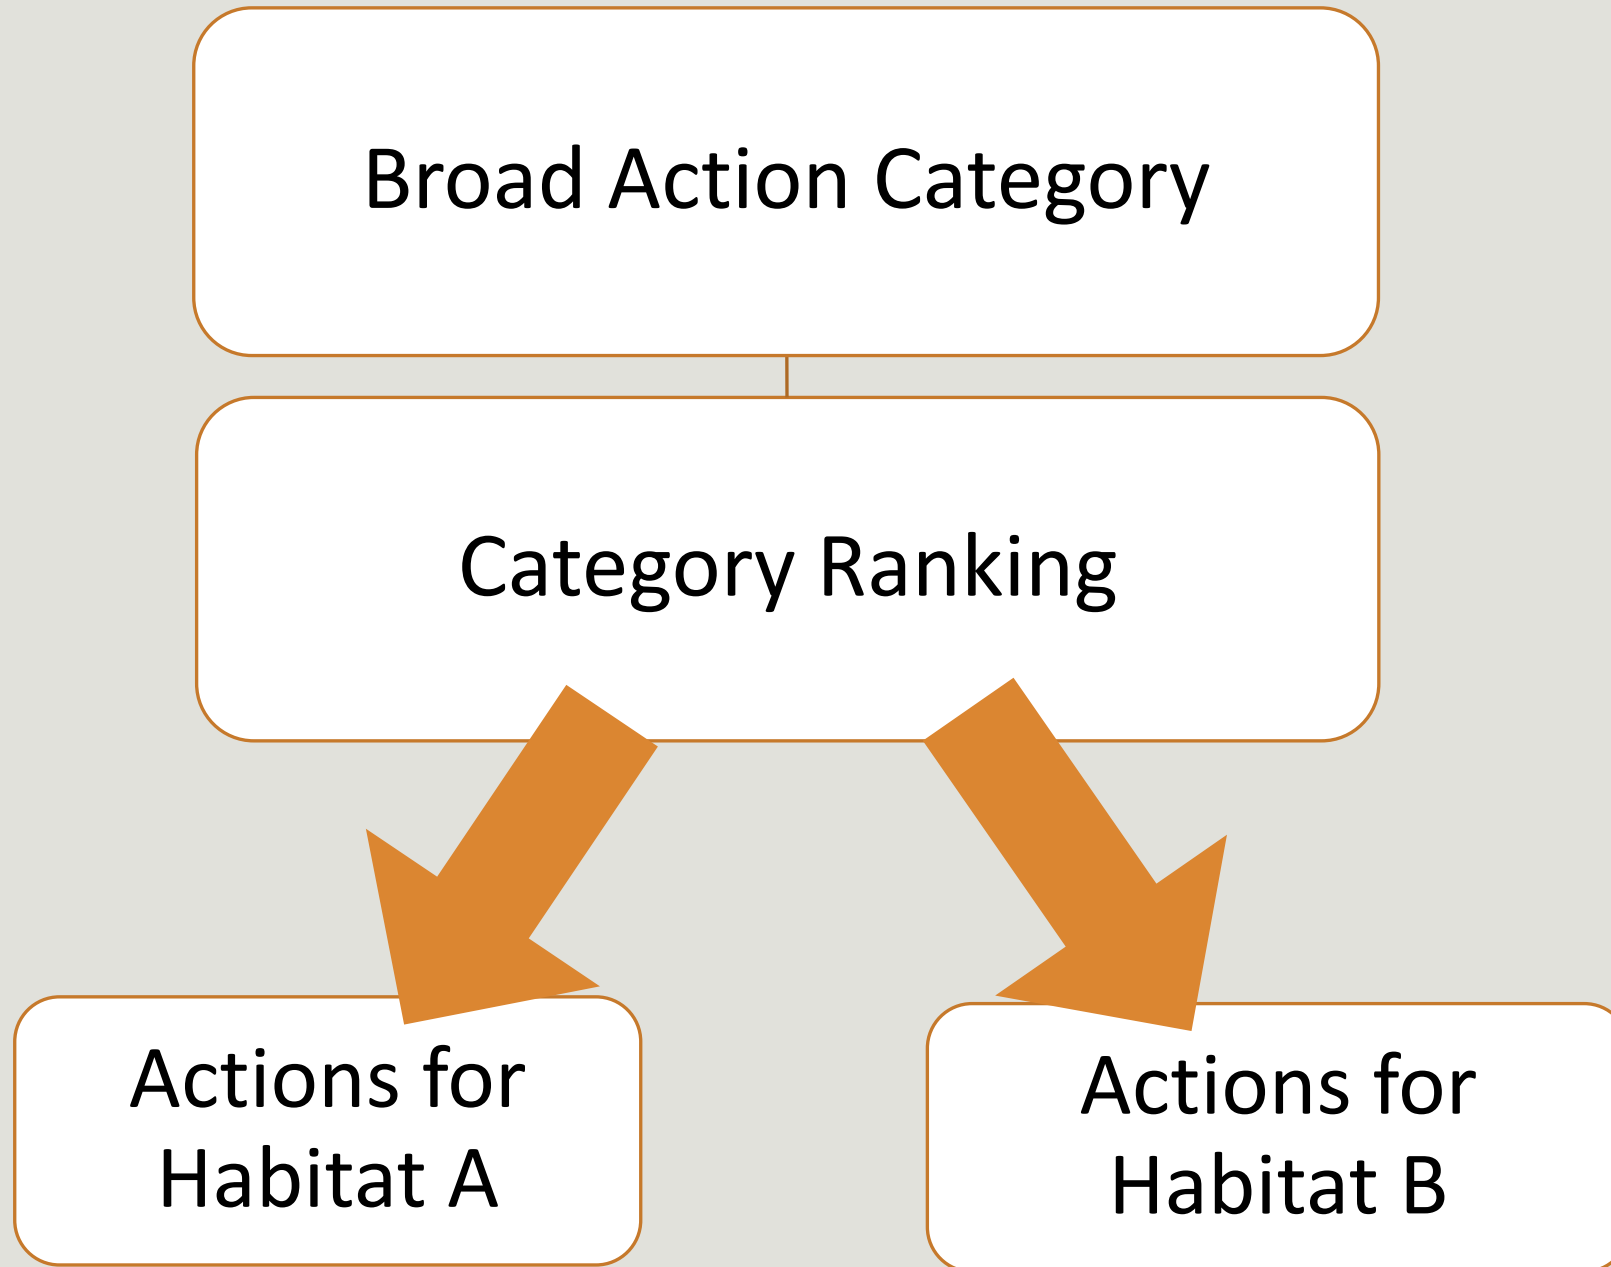 Broad Action Category
Category Ranking
Actions for
Habitat A
Actions for
Habitat B